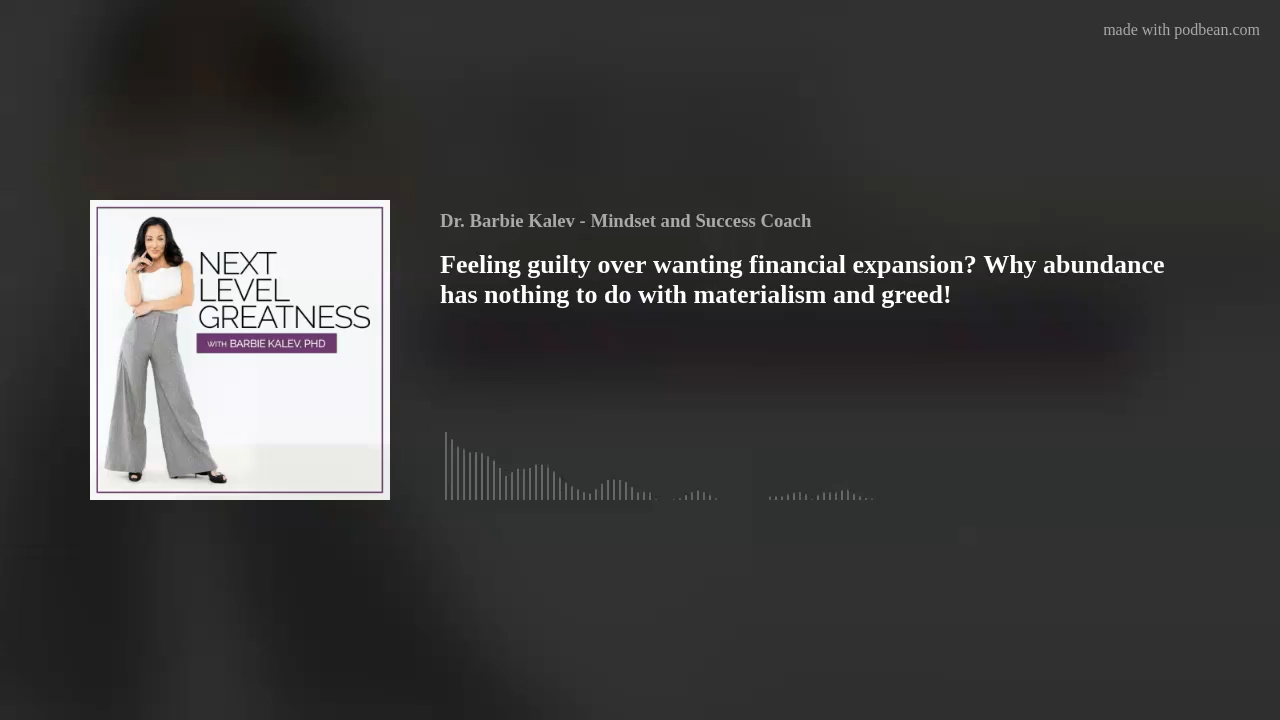 made with podbean.com
Dr. Barbie Kalev - Mindset and Success Coach
Feeling guilty over wanting financial expansion? Why abundance
has nothing to do with materialism and greed!
NEXT
LEVEL
GREATNESS
WITH BARBIE KALEV, PHD